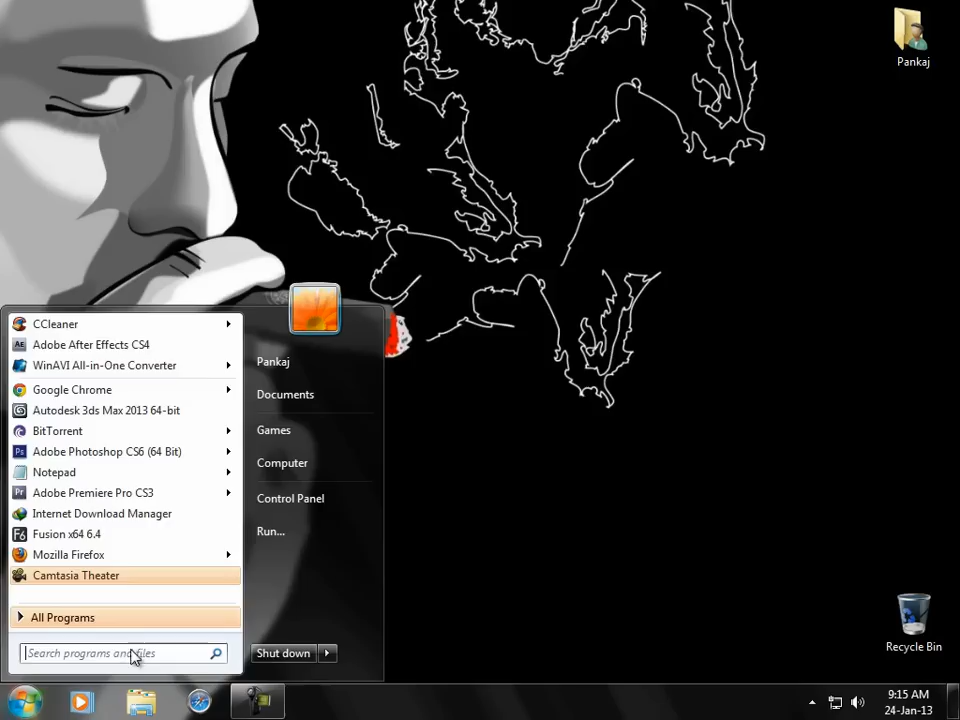 Pankaj
CCleaner
Adobe After Effects CS4
WinAVI All-in-One Converter
Google Chrome
Autodesk 3ds Max 2013 64-bit
BitTorrent
Adobe Photoshop CS6 (64 Bit)
Notepad
Adobe Premiere Pro CS3
Internet Download Manager
Fusion x64 6.4
Mozilla Firefox
Camtasia Theater
All Programs
Search programs and files
Pankaj
Documents
Games
Computer
Control Panel
Run...
Shut down
Recycle Bin
9:15 AM
24-Jan-13